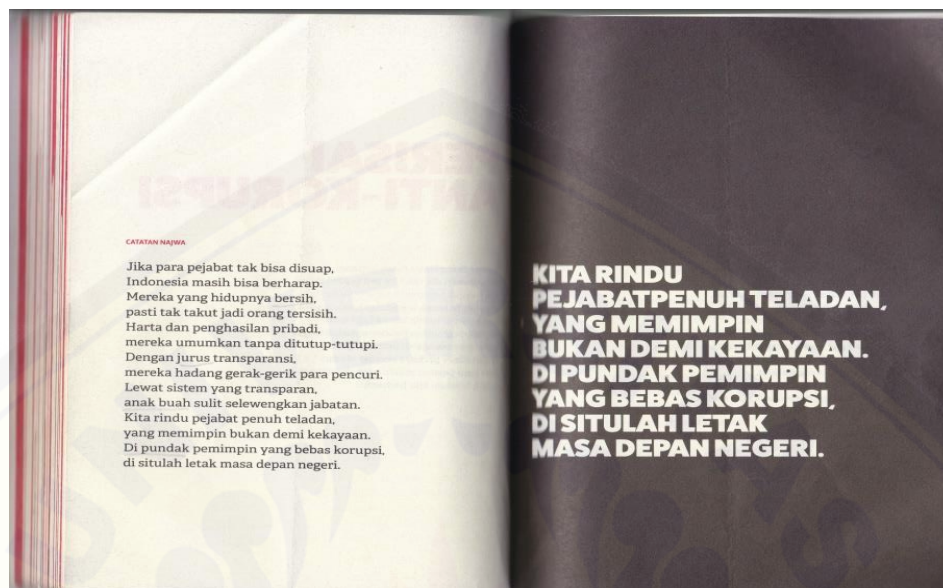 CATATAN NAJWA
Jika para pejabat tak bisa disuap,
Indonesia masih bisa berharap.
Mereka yang hidupnya bersih,
pasti tak takut jadi orang tersisih.
Harta dan penghasilan pribadi,
mereka umumkan tanpa ditutup-tutupi.
Dengan jurus transparansi,
mereka hadang gerak-gerik para pencuri.
Lewat sistem yang transparan,
anak buah sulit selewengkan jabatan.
Kita rindu pejabat penuh teladan,
yang memimpin bukan demi kekayaan.
Di pundak pemimpin yang bebas korupsi,
di situlah letak masa depan negeri.
KITA RINDU
PEJABATPENUH TELADAN,
YANG MEMIMPIN
BUKAN DEMI KEKAYAAN.
DI PUNDAK PEMIMPIN
YANG BEBAS KORUPSI,
DI SITULAH LETAK
MASA DEPAN NEGERI.